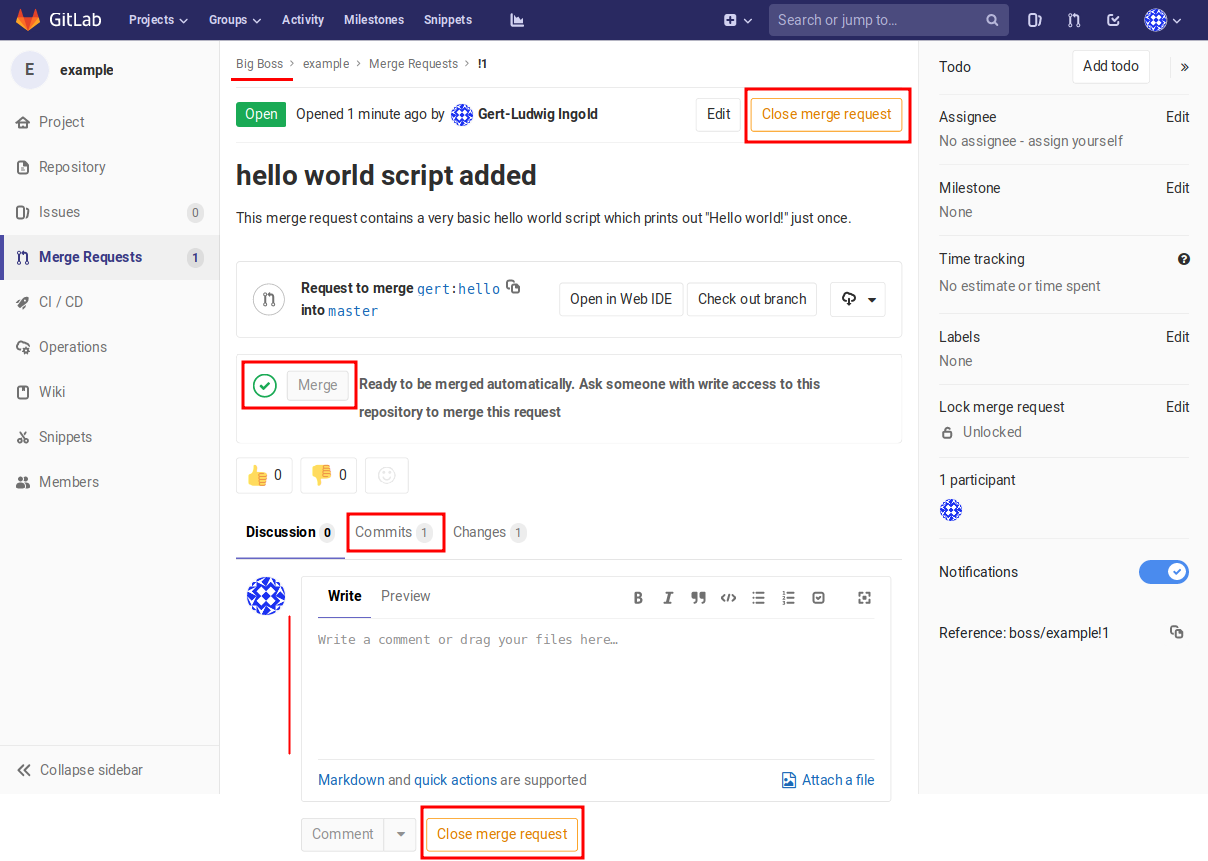 GitLab Projects Groups Activity Milestones Snippets Search or jump to...
E example
Project
Repository
Issues 0
Merge Requests 1
CI / CD
Operations
Wiki
Snippets
Members
Collapse sidebar
Big Boss > example > Merge Requests > !1
Open Opened 1 minute ago by Gert-Ludwig Ingold Edit Close merge request
hello world script added
This merge request contains a very basic hello world script which prints out "Hello world!" just once.
Request to merge gert:hello
into master
Open in Web IDE Check out branch
Merge Ready to be merged automatically. Ask someone with write access to this
repository to merge this request
0 0
Discussion 0 Commits 1 Changes 1
Write Preview
Write a comment or drag your files here…
Markdown and quick actions are supported Attach a file
Comment Close merge request
Todo Add todo »
Assignee Edit
No assignee - assign yourself
Milestone Edit
None
Time tracking
No estimate or time spent
Labels Edit
None
Lock merge request Edit
Unlocked
1 participant
Notifications
Reference: boss/example!1